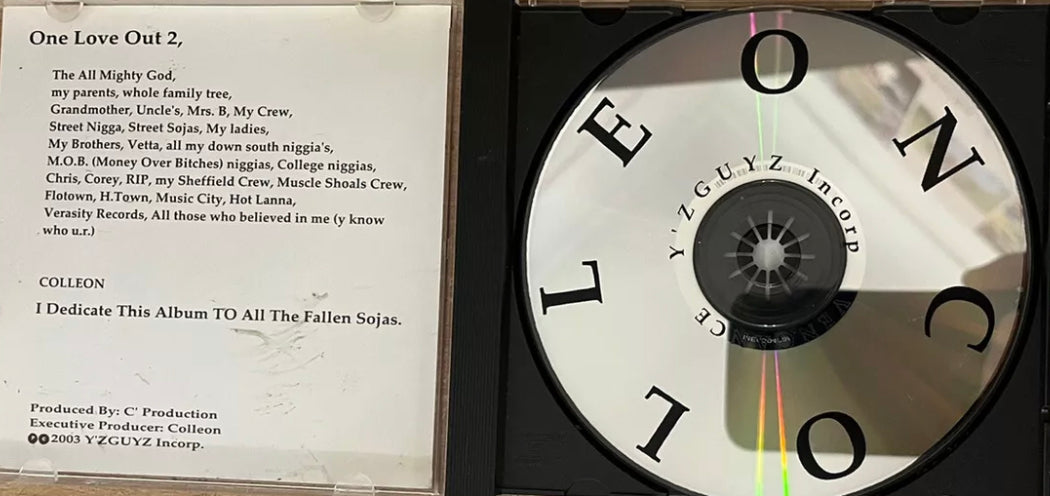 One Love Out 2,
The All Mighty God,
my parents, whole family tree,
Grandmother, Uncle's, Mrs. B, My Crew,
Street Nigga, Street Sojas, My ladies,
My Brothers, Vetta, all my down south niggia's,
M.O.B. (Money Over Bitches) niggias, College niggias,
Chris, Corey, RIP, my Sheffield Crew, Muscle Shoals Crew,
Flotown, H.Town, Music City, Hot Lanna,
Verasity Records, All those who believed in me (y know
who u.r.)
COLLEON
I Dedicate This Album TO All The Fallen Sojas.
Produced By: C' Production
Executive Producer: Colleon
℗©2003 Y'ZGUYZ Incorp.
COLLEON
Y'ZGUYZ Incorp
VENGANCE